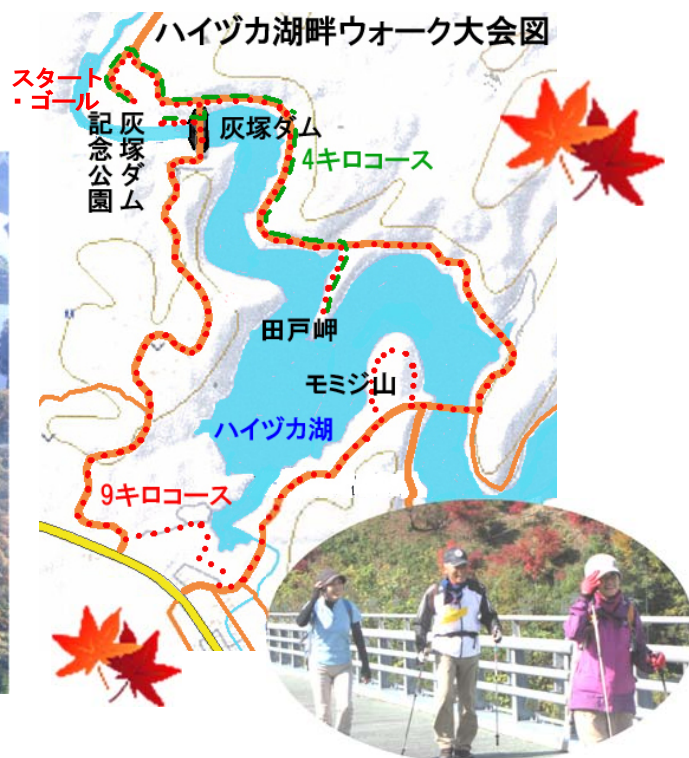 ハイヅカ湖畔ウォーク大会図
スタート
・ゴール
灰塚ダム
記念公園
灰塚ダム
4キロコース
田戸岬
モミジ山
ハイヅカ湖
9キロコース